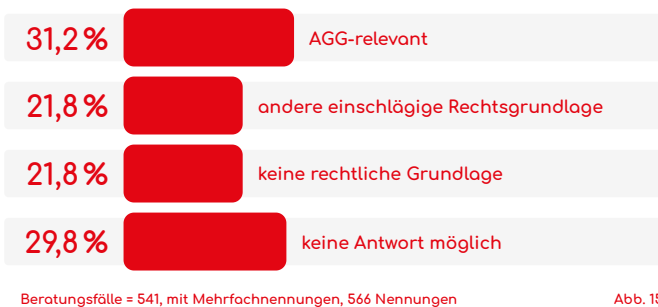 31,2 % AGG-relevant
21,8 % andere einschlägige Rechtsgrundlage
21,8 % keine rechtliche Grundlage
29,8 % keine Antwort möglich
Beratungsfälle = 541, mit Mehrfachnennungen, 566 Nennungen Abb. 15